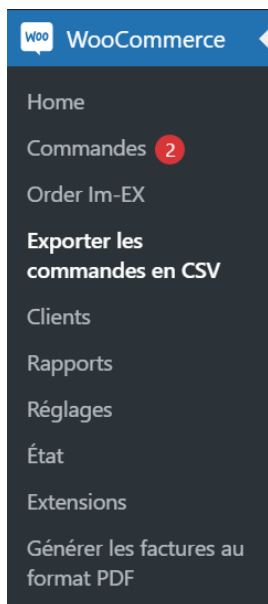 Woo WooCommerce
Home
Commandes 2
Order Im-EX
Exporter les
commandes en CSV
Clients
Rapports
Réglages
État
Extensions
Générer les factures au
format PDF